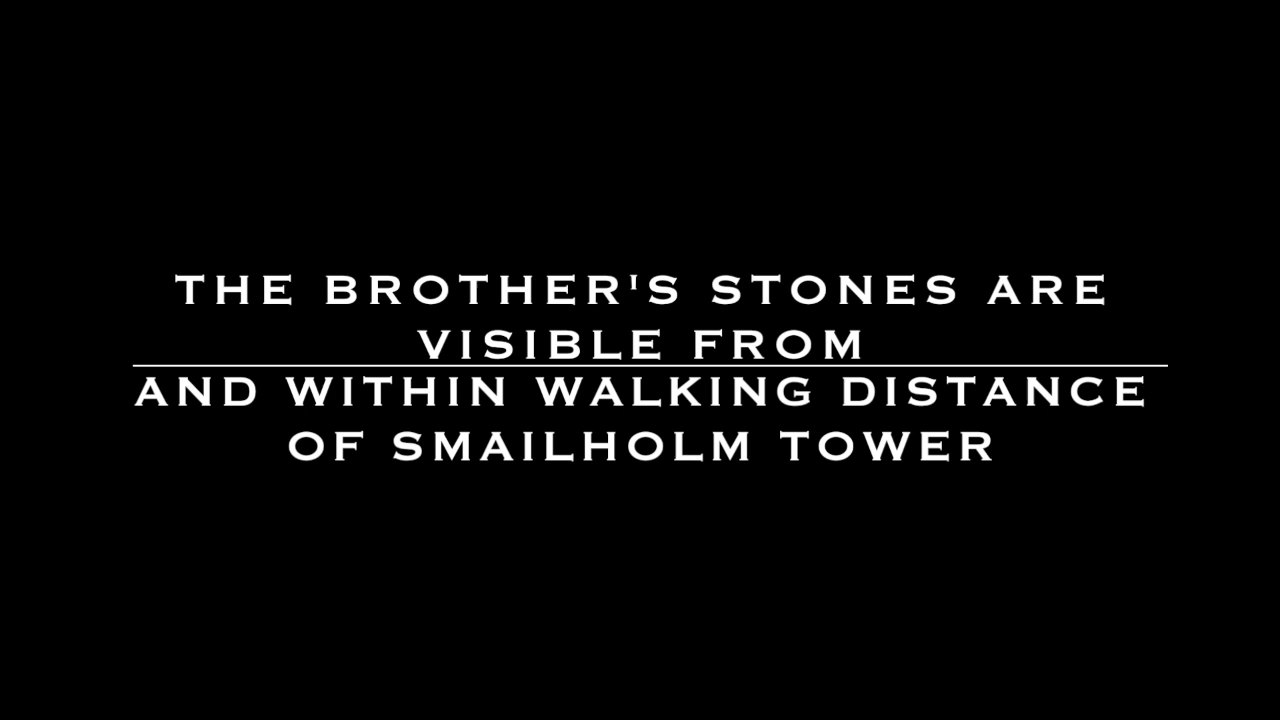 THE BROTHER'S STONES ARE
VISIBLE FROM
AND WITHIN WALKING DISTANCE
OF SMAILHOLM TOWER